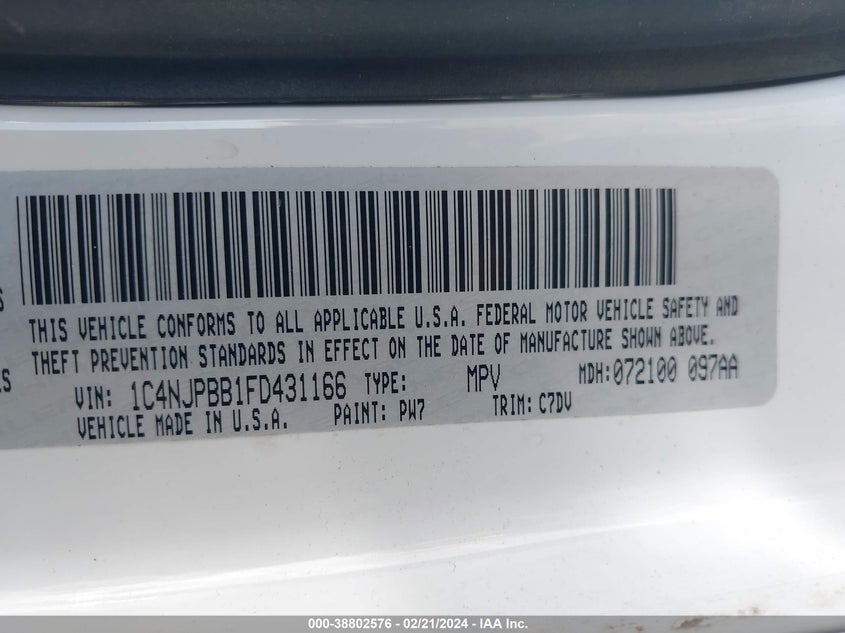 S
THIS VEHICLE CONFORMS TO ALL APPLICABLE U.S.A. FEDERAL MOTOR VEHICLE SAFETY AND
THEFT PREVENTION STANDARDS IN EFFECT ON THE DATE OF MANUFACTURE SHOWN ABOVE.
ES
VIN: 1C4NJPBB1FD431166 TYPE: MPV MDH: 072100 097AA
VEHICLE MADE IN U.S.A. PAINT: PW7 TRIM: C7DV
000-38802576 - 02/21/2024 - IAA Inc.